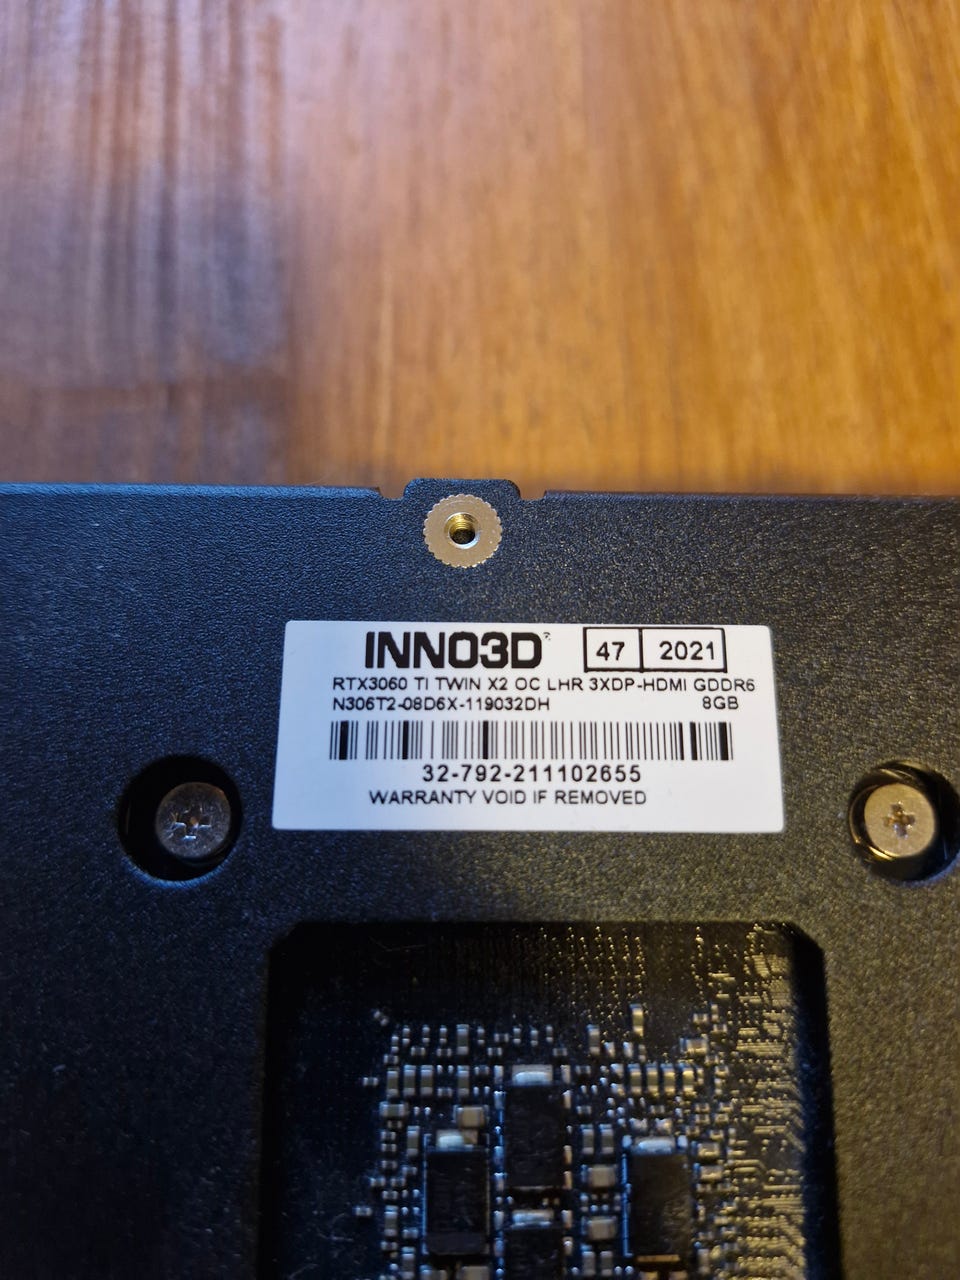 INNO3D 47 2021
RTX3060 TI TWIN X2 OC LHR 3XDP-HDMI GDDR6
N306T2-08D6X-119032DH 8GB
32-792-211102655
WARRANTY VOID IF REMOVED